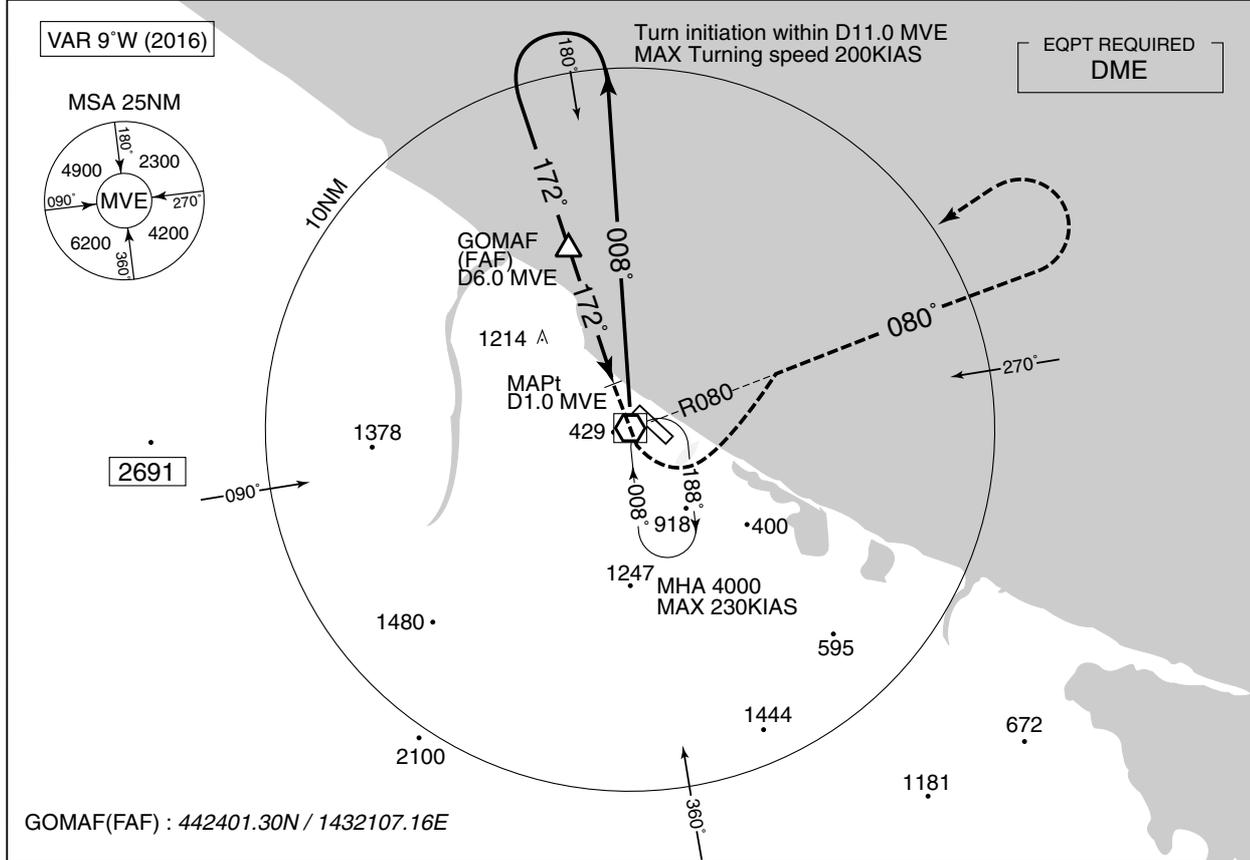 VAR 9°W (2016)
Turn initiation within D11.0 MVE
MAX Turning speed 200KIAS
EQPT REQUIRED
DME
MSA 25NM
180°
4900
2300
090°
MVE
270°
6200
4200
360°
180°
10NM
172°
008°
GOMAF
(FAF)
D6.0 MVE
172°
1214
080°
270°
MAPt
D1.0 MVE
R080
429
1378
2691
090°
008°
188°
918
400
1247
MHA 4000
MAX 230KIAS
1480
595
1444
672
2100
1181
360°
GOMAF(FAF) : 442401.30N / 1432107.16E